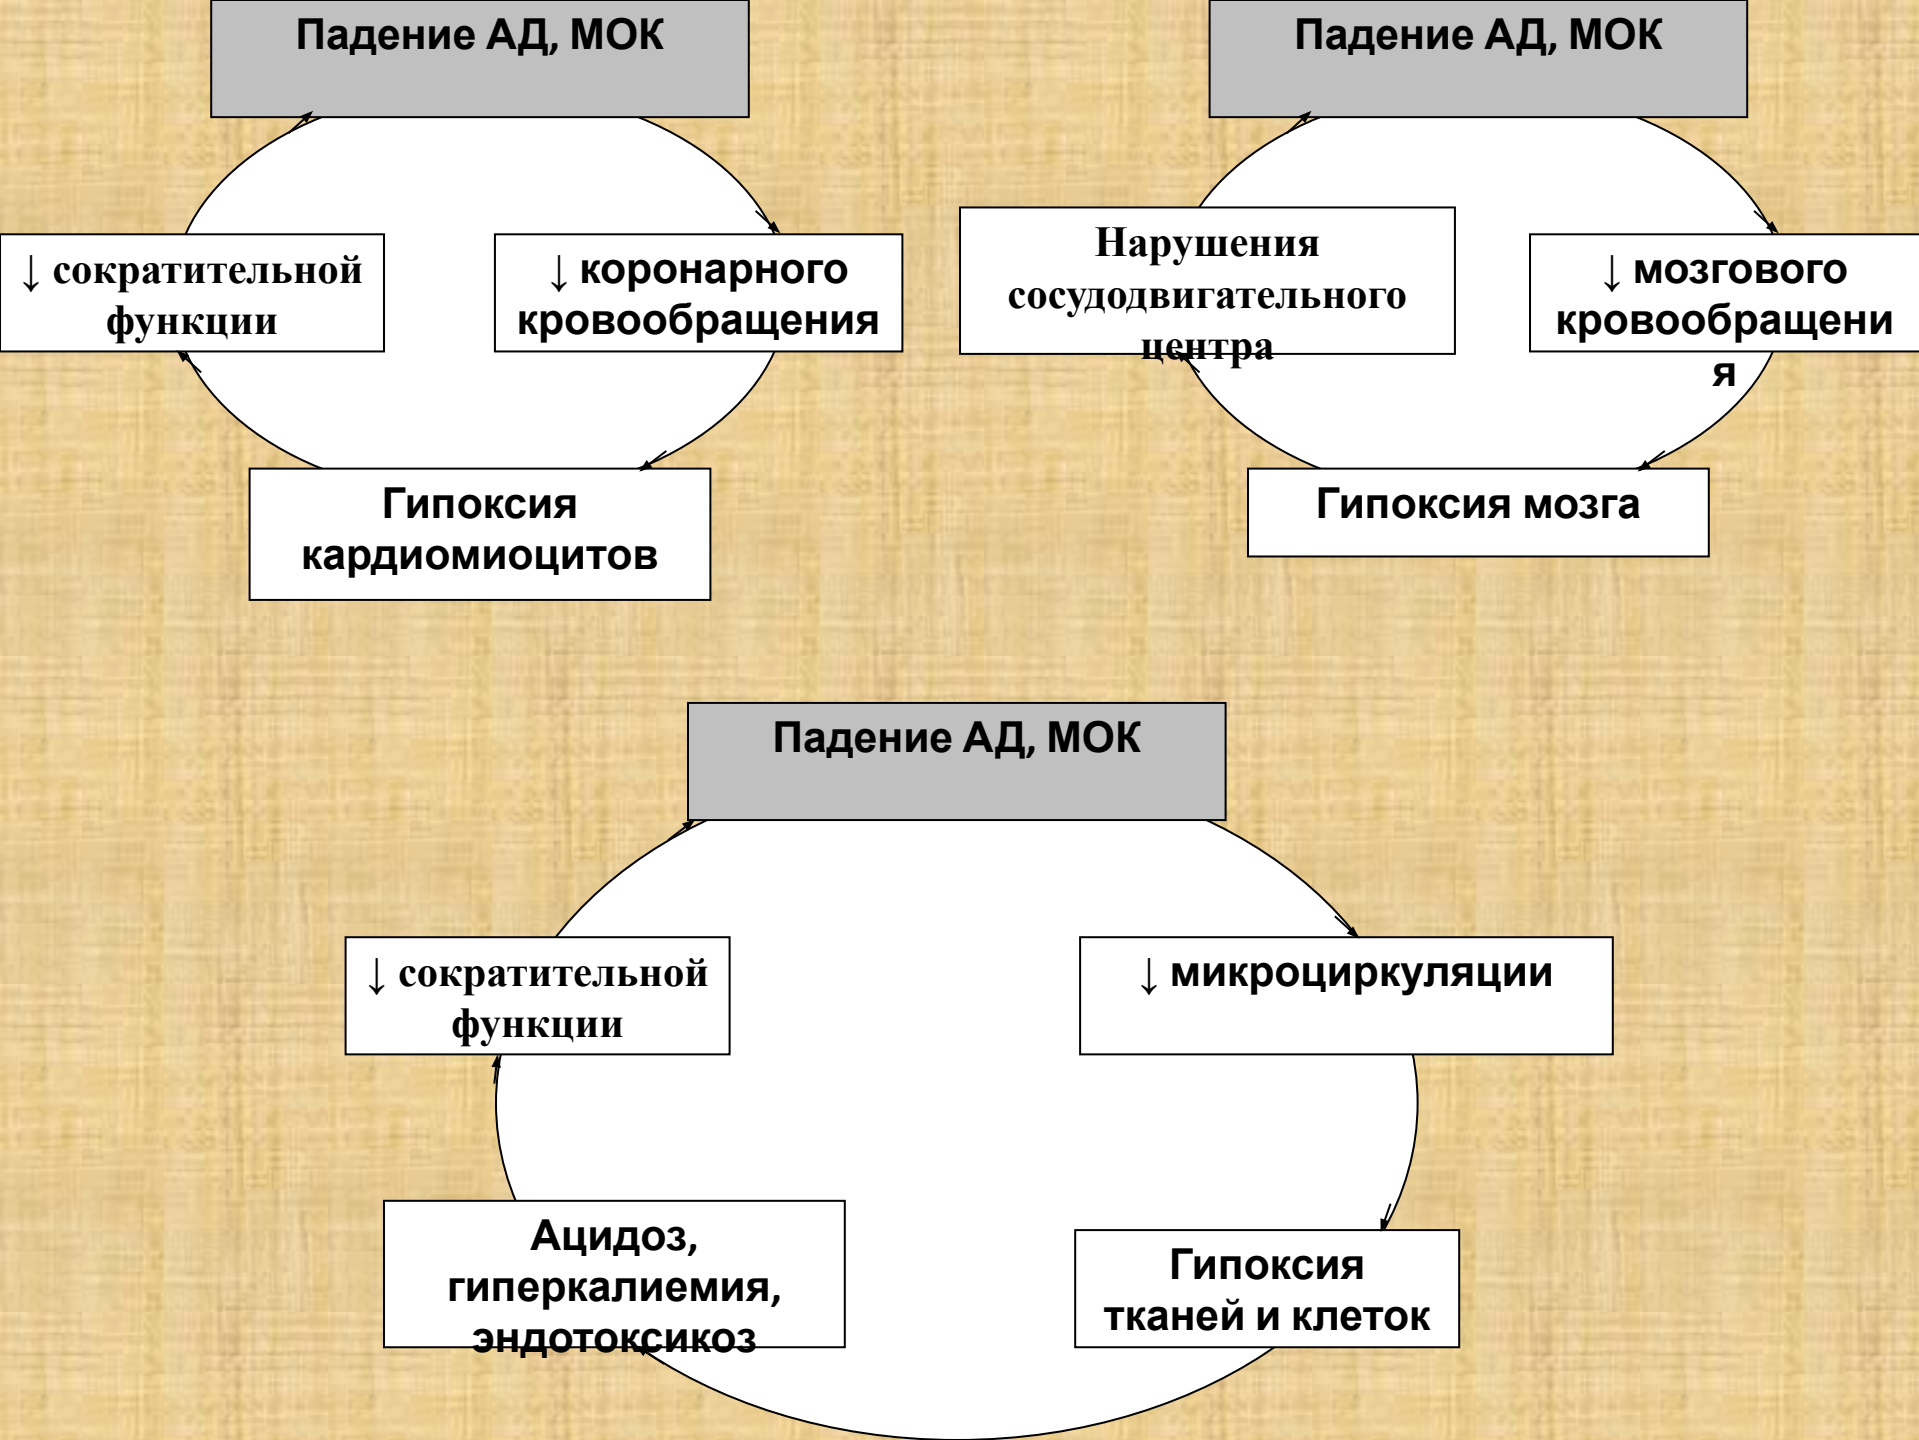 Падение АД, МОК
↓ сократительной
функции
↓ коронарного
кровообращения
Гипоксия
кардиомиоцитов
Падение АД, МОК
Нарушения
сосудодвигательного
центра
↓ мозгового
кровообращени
я
Гипоксия мозга
Падение АД, МОК
↓ сократительной
функции
↓ микроциркуляции
Ацидоз,
гиперкалиемия,
эндотоксикоз
Гипоксия
тканей и клеток